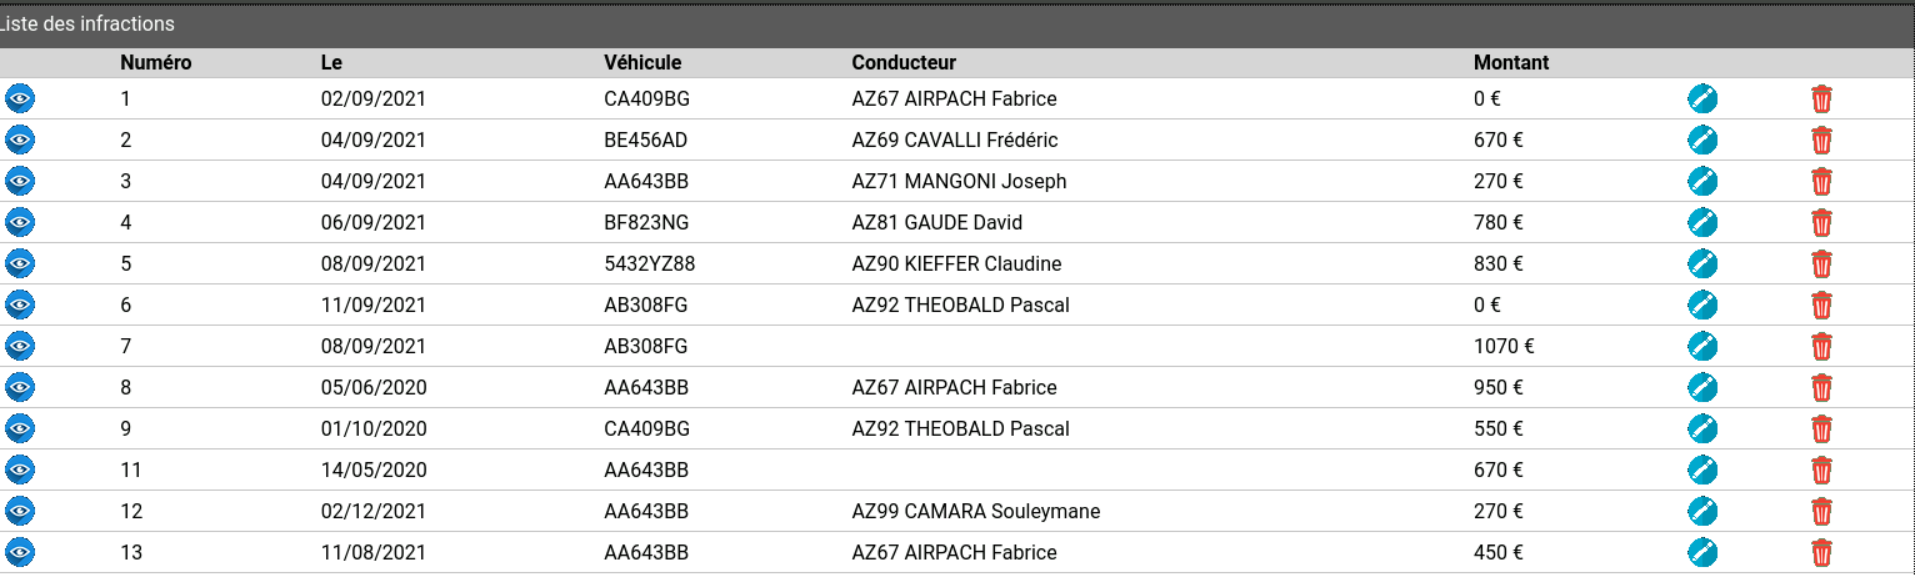 Liste des infractions
Numéro Le Véhicule Conducteur Montant
1 02/09/2021 CA409BG AZ67 AIRPACH Fabrice 0 €
2 04/09/2021 BE456AD AZ69 CAVALLI Frédéric 670 €
3 04/09/2021 AA643BB AZ71 MANGONI Joseph 270 €
4 06/09/2021 BF823NG AZ81 GAUDE David 780 €
5 08/09/2021 5432YZ88 AZ90 KIEFFER Claudine 830 €
6 11/09/2021 AB308FG AZ92 THEOBALD Pascal 0 €
7 08/09/2021 AB308FG 1070 €
8 05/06/2020 AA643BB AZ67 AIRPACH Fabrice 950 €
9 01/10/2020 CA409BG AZ92 THEOBALD Pascal 550 €
11 14/05/2020 AA643BB 670 €
12 02/12/2021 AA643BB AZ99 CAMARA Souleymane 270 €
13 11/08/2021 AA643BB AZ67 AIRPACH Fabrice 450 €